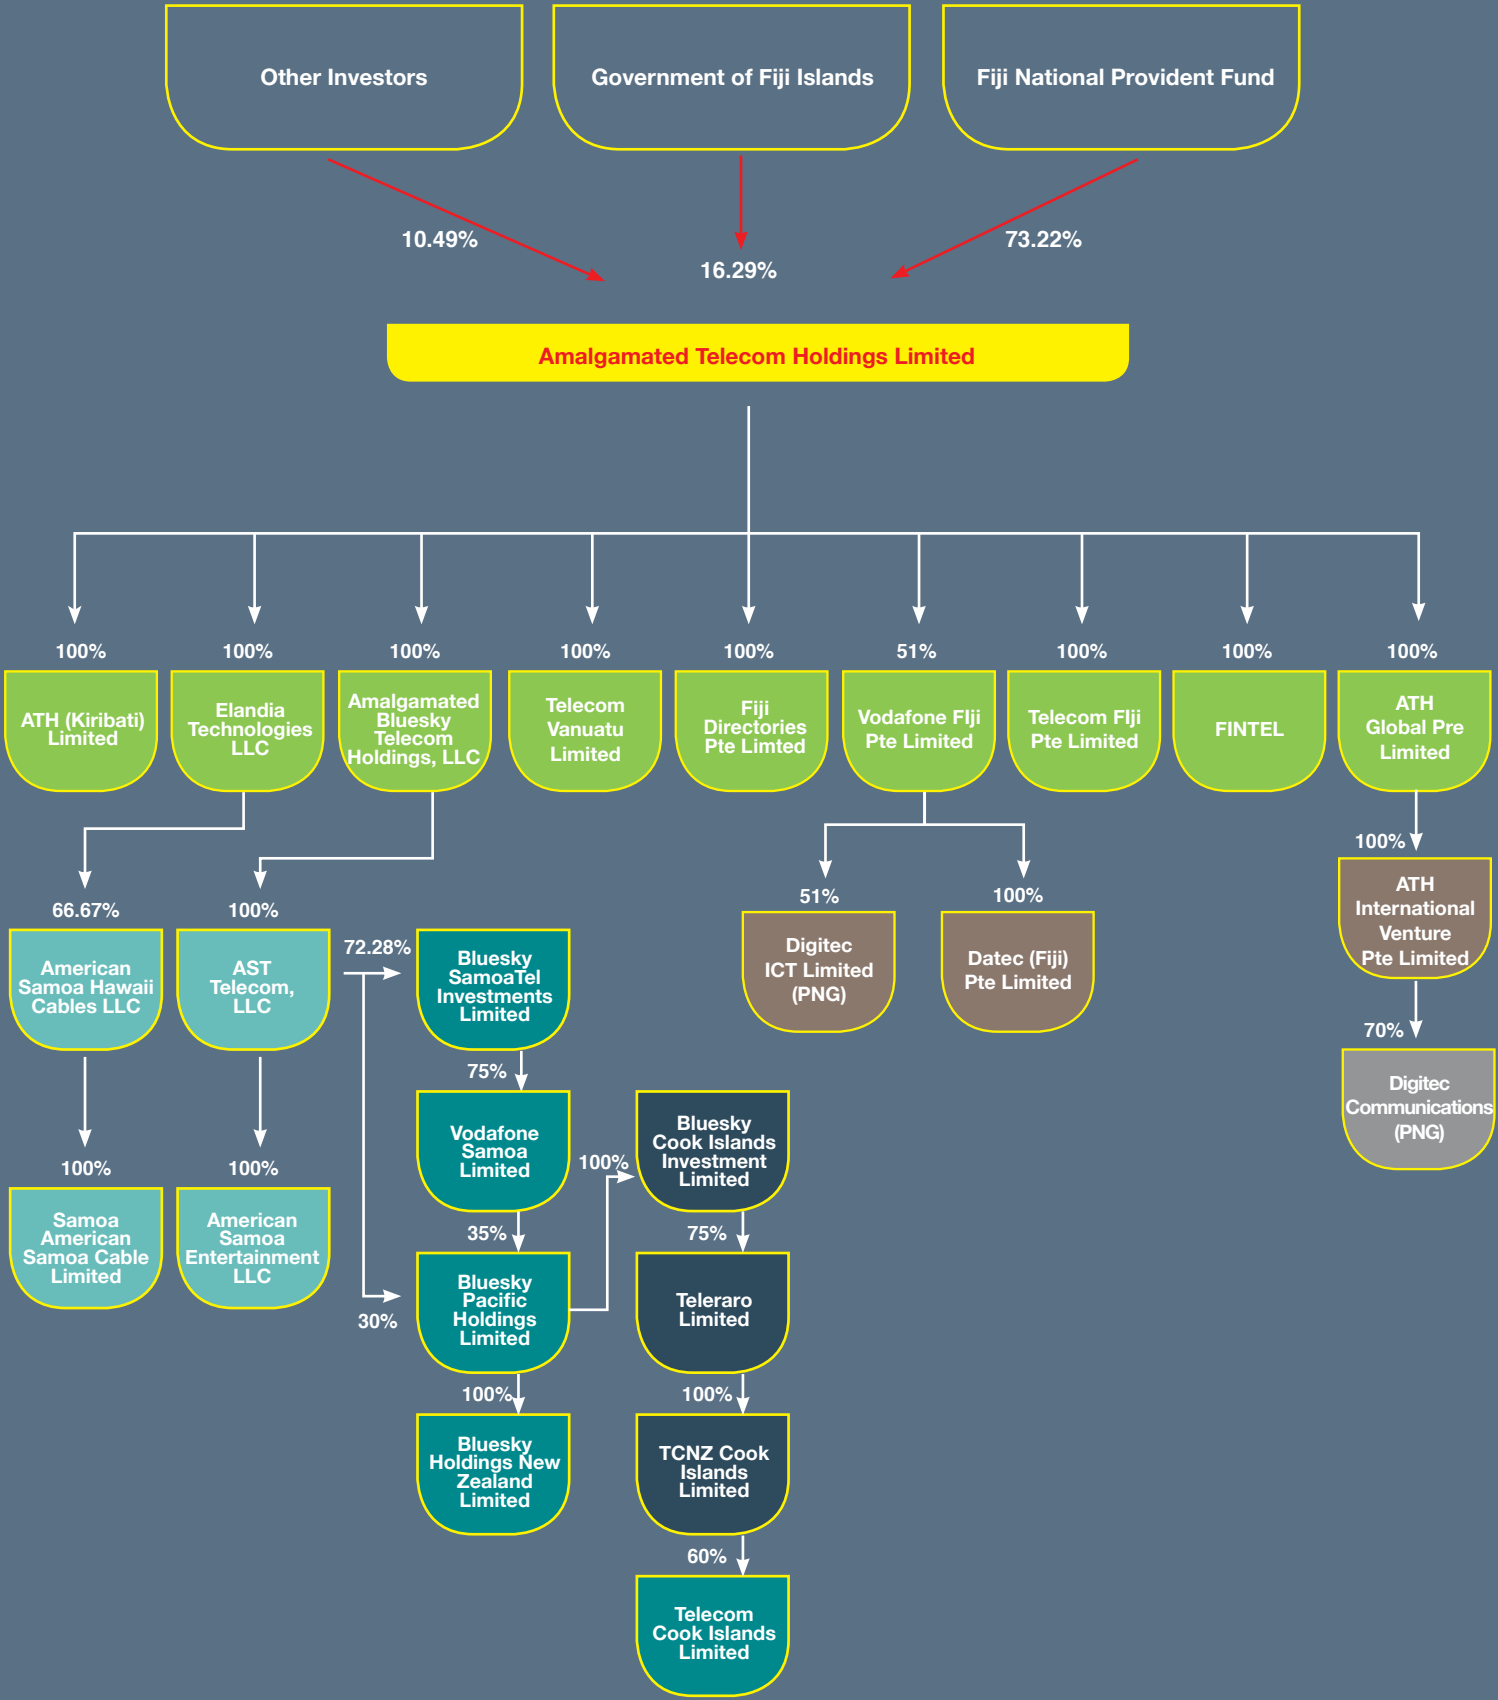 Other Investors
Government of Fiji Islands
Fiji National Provident Fund
10.49%
16.29%
73.22%
Amalgamated Telecom Holdings Limited
100%
100%
100%
100%
100%
51%
100%
100%
100%
ATH (Kiribati)
Limited
Elandia
Technologies
LLC
Amalgamated
Bluesky
Telecom
Holdings, LLC
Telecom
Vanuatu
Limited
Fiji
Directories
Pte Limted
Vodafone FIji
Pte Limited
Telecom FIji
Pte Limited
FINTEL
ATH
Global Pre
Limited
66.67%
American
Samoa Hawaii
Cables LLC
100%
Samoa
American
Samoa Cable
Limited
100%
AST
Telecom,
LLC
100%
American
Samoa
Entertainment
LLC
72.28%
Bluesky
SamoaTel
Investments
Limited
75%
Vodafone
Samoa
Limited
35%
30%
Bluesky
Pacific
Holdings
Limited
100%
Bluesky
Holdings New
Zealand
Limited
100%
Bluesky
Cook Islands
Investment
Limited
75%
Teleraro
Limited
100%
TCNZ Cook
Islands
Limited
60%
Telecom
Cook Islands
Limited
51%
Digitec
ICT Limited
(PNG)
100%
Datec (Fiji)
Pte Limited
100%
ATH
International
Venture
Pte Limited
70%
Digitec
Communications
(PNG)